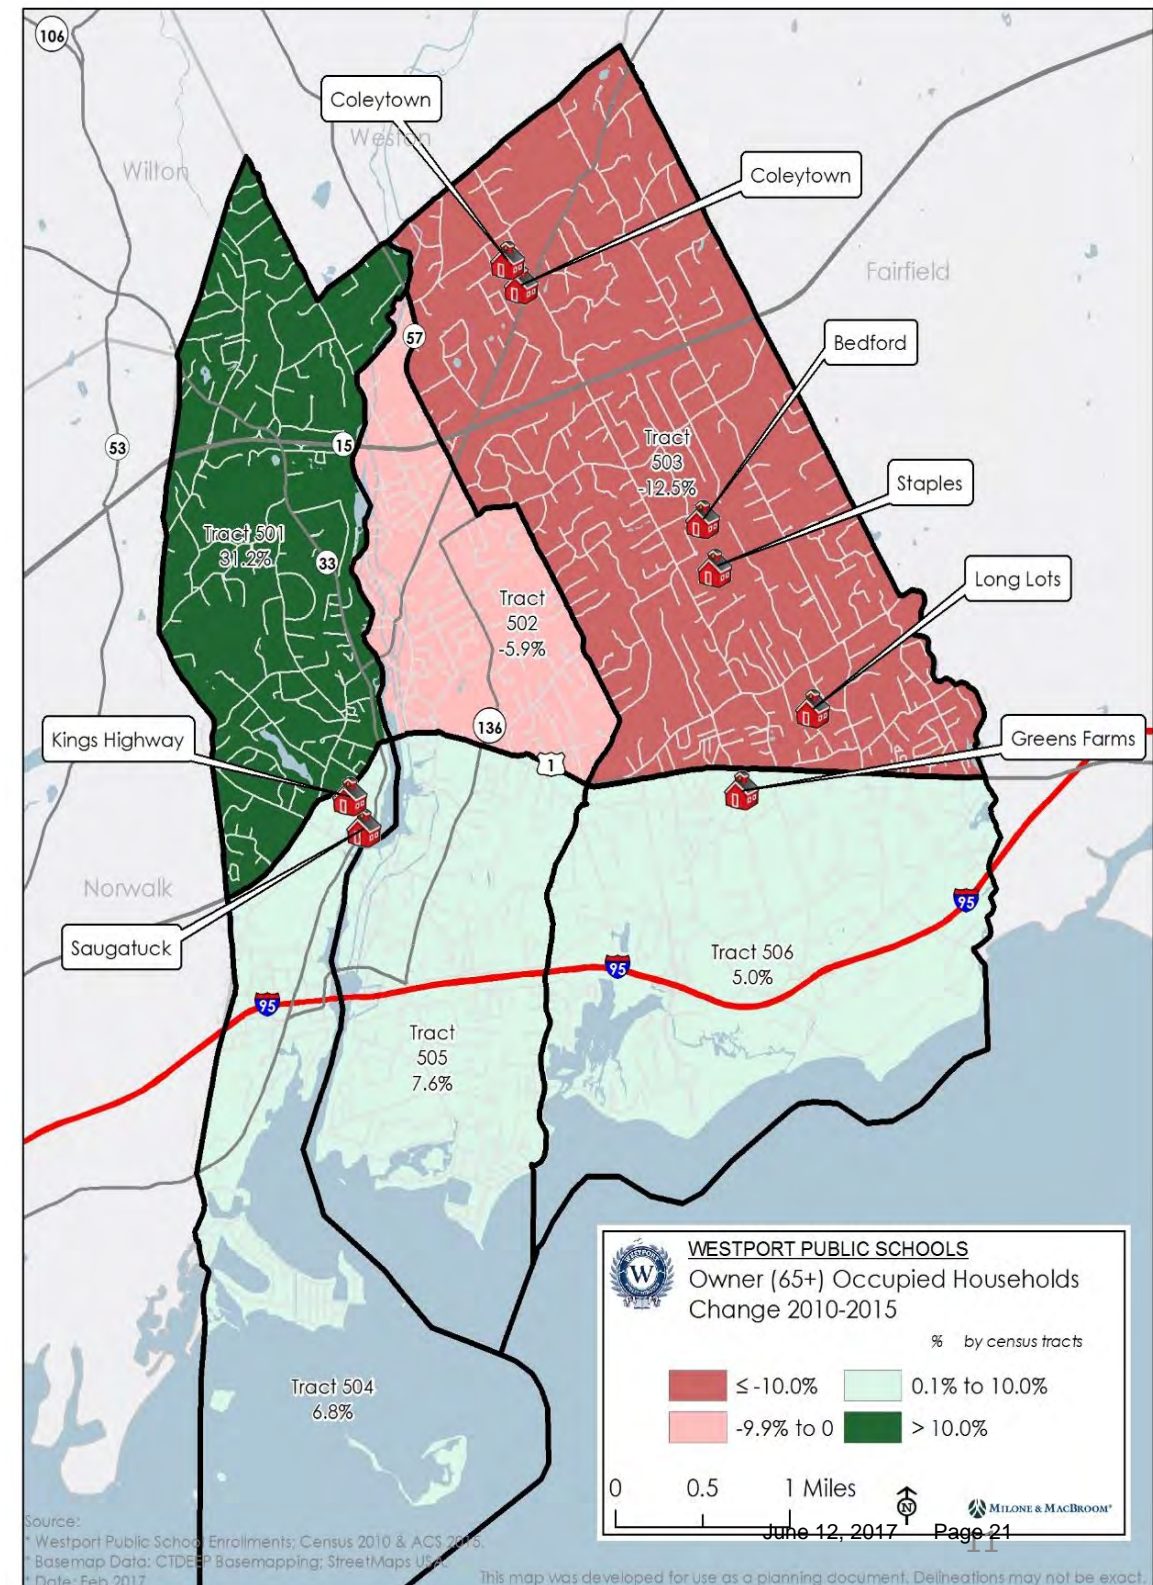 106
Coleytown
Weston
Wilton
Coleytown
Fairfield
57
Bedford
53
15
Tract
503
-12.5%
Staples
Tract 501
31.2%
33
Long Lots
Tract
502
-5.9%
136
Kings Highway
1
Greens Farms
Norwalk
95
Saugatuck
Tract 506
5.0%
95
95
Tract
505
7.6%
WESTPORT PUBLIC SCHOOLS
Owner (65+) Occupied Households
Change 2010-2015
% by census tracts
≤ -10.0% 0.1% to 10.0%
-9.9% to 0 > 10.0%
Tract 504
6.8%
0 0.5 1 Miles
N
MILONE & MACBROOM®
WESTPORT
W
June 12, 2017 Page 21
11
Source:
* Westport Public School Enrollments; Census 2010 & ACS 2015.
* Basemap Data: CTDEEP Basemapping; StreetMaps USA.
* Date: Feb 2017
This map was developed for use as a planning document. Delineations may not be exact.